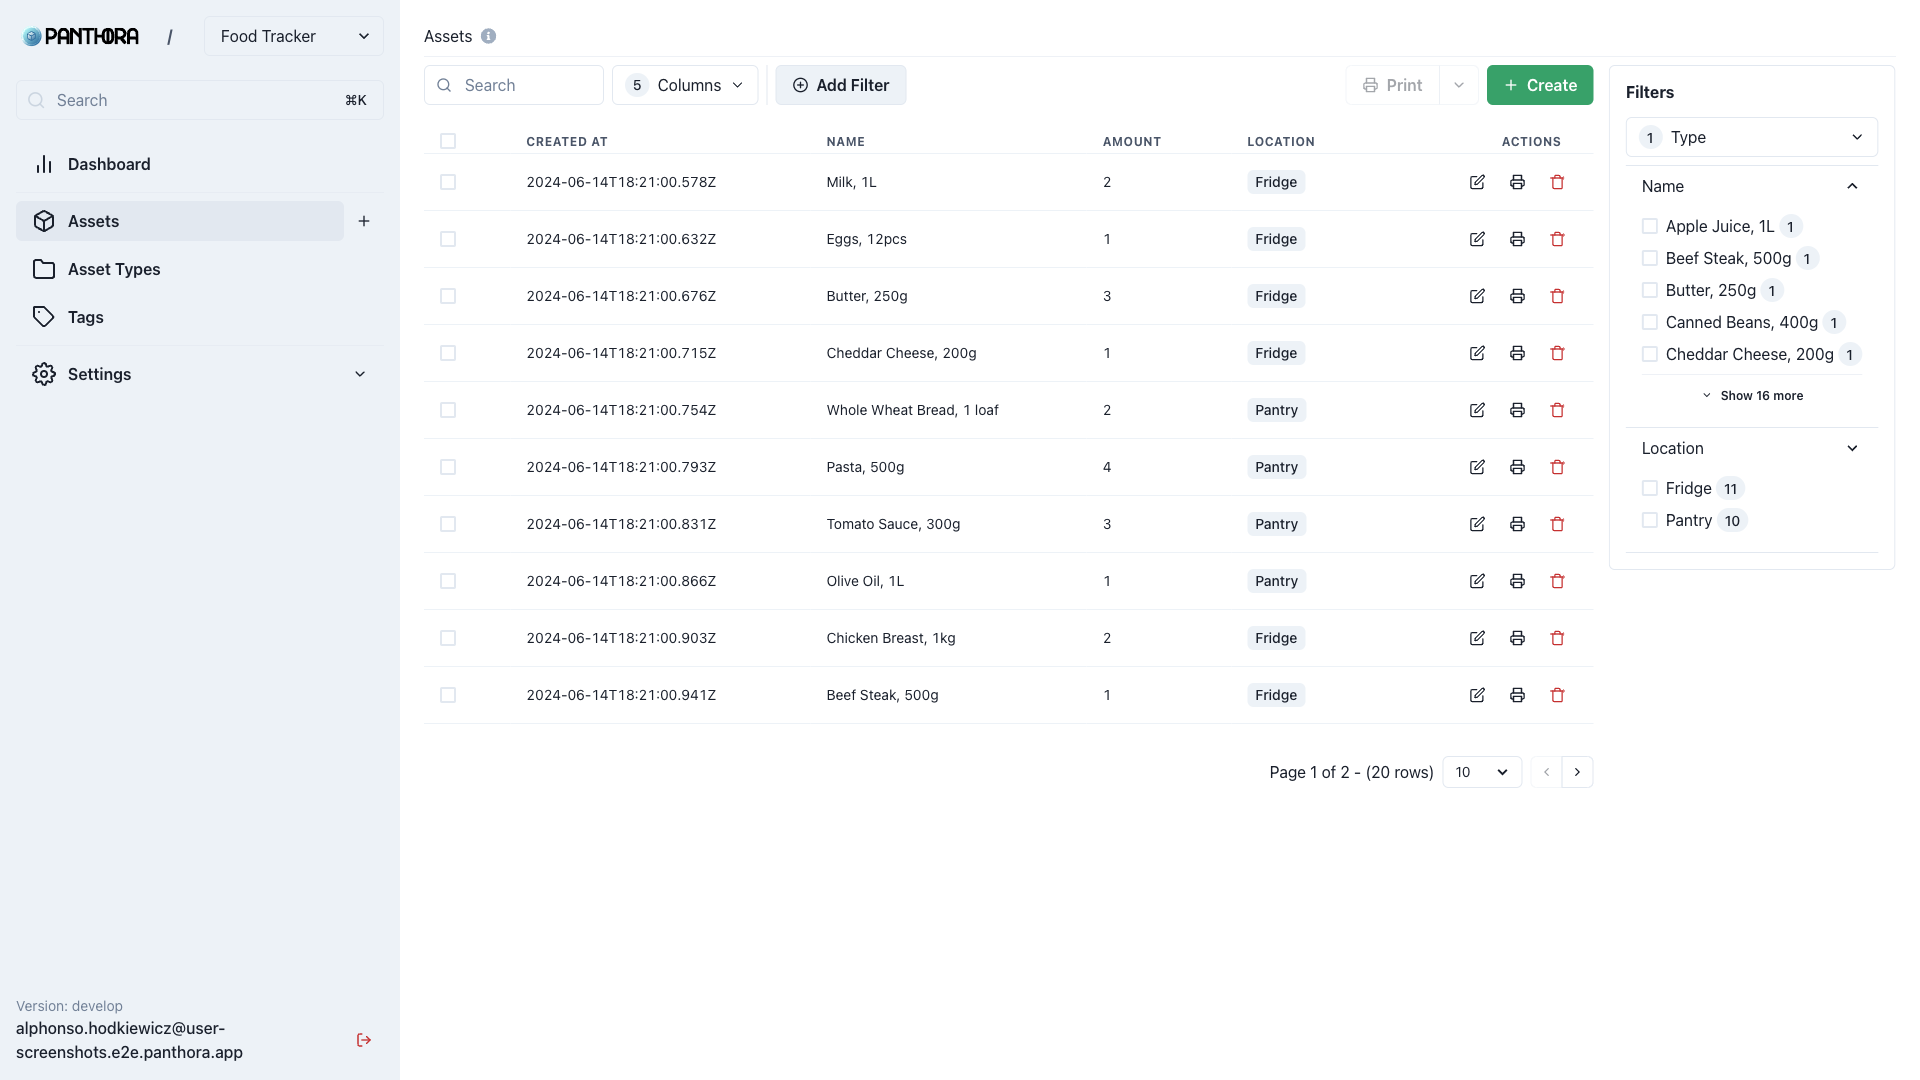 PANTHORA / Food Tracker
Search ⌘K
Dashboard
Assets
Asset Types
Tags
Settings
Version: develop
alphonso.hodkiewicz@user-
screenshots.e2e.panthora.app
Assets
Search 5 Columns Add Filter Print Create
CREATED AT NAME AMOUNT LOCATION ACTIONS
2024-06-14T18:21:00.578Z Milk, 1L 2 Fridge
2024-06-14T18:21:00.632Z Eggs, 12pcs 1 Fridge
2024-06-14T18:21:00.676Z Butter, 250g 3 Fridge
2024-06-14T18:21:00.715Z Cheddar Cheese, 200g 1 Fridge
2024-06-14T18:21:00.754Z Whole Wheat Bread, 1 loaf 2 Pantry
2024-06-14T18:21:00.793Z Pasta, 500g 4 Pantry
2024-06-14T18:21:00.831Z Tomato Sauce, 300g 3 Pantry
2024-06-14T18:21:00.866Z Olive Oil, 1L 1 Pantry
2024-06-14T18:21:00.903Z Chicken Breast, 1kg 2 Fridge
2024-06-14T18:21:00.941Z Beef Steak, 500g 1 Fridge
Page 1 of 2 - (20 rows) 10
Filters
1 Type
Name
Apple Juice, 1L 1
Beef Steak, 500g 1
Butter, 250g 1
Canned Beans, 400g 1
Cheddar Cheese, 200g 1
Show 16 more
Location
Fridge 11
Pantry 10